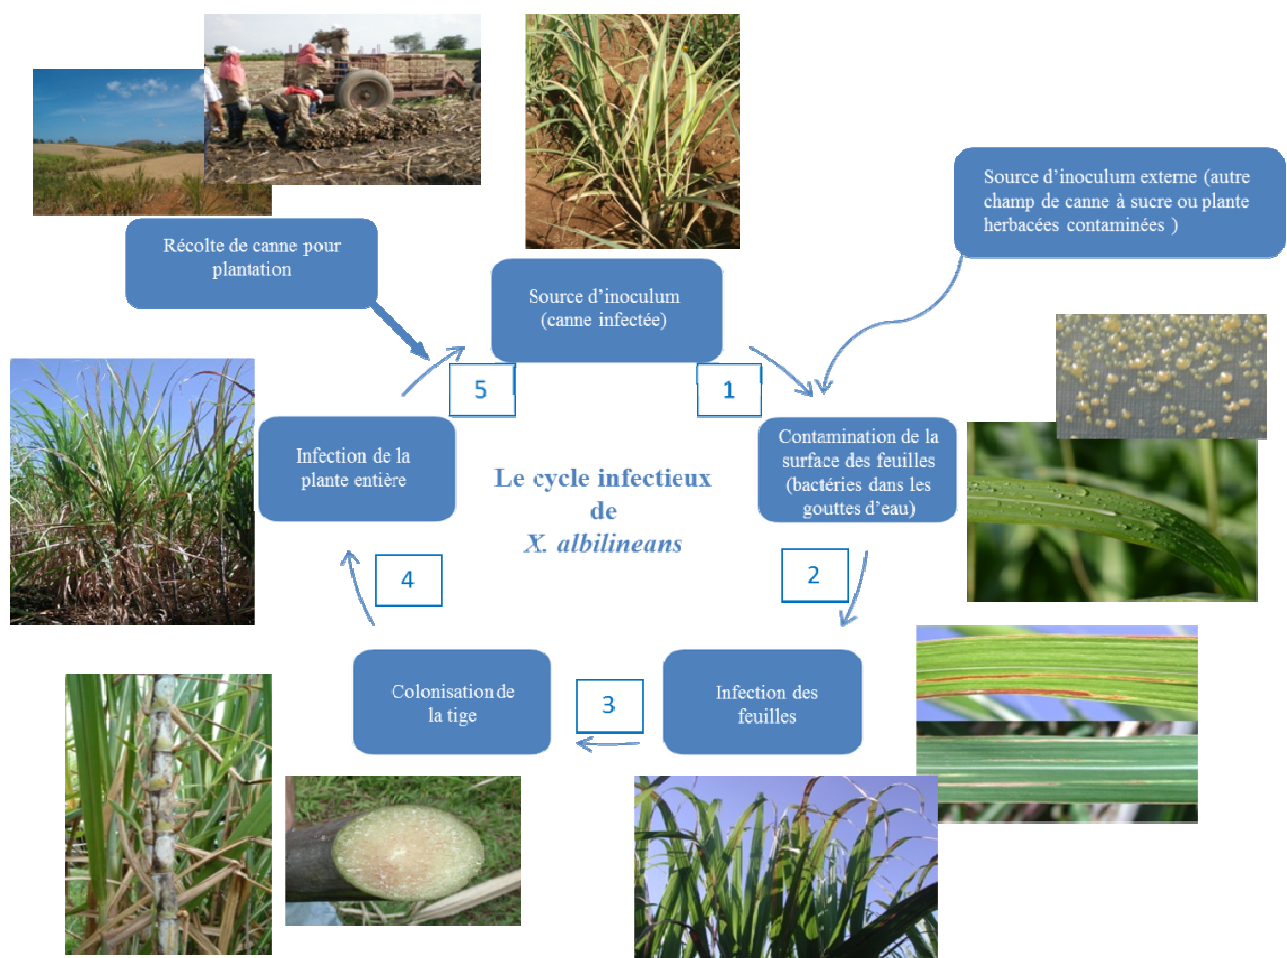 Source d’inoculum externe (autre
champ de canne à sucre ou plante
herbacées contaminées )
Récolte de canne pour
plantation
Source d’inoculum
(canne infectée)
5
1
Infection de la
plante entière
Contamination de la
surface des feuilles
(bactéries dans les
gouttes d’eau)
Le cycle infectieux
de
X. albilineans
4
2
Colonisation de
la tige
3
Infection des
feuilles